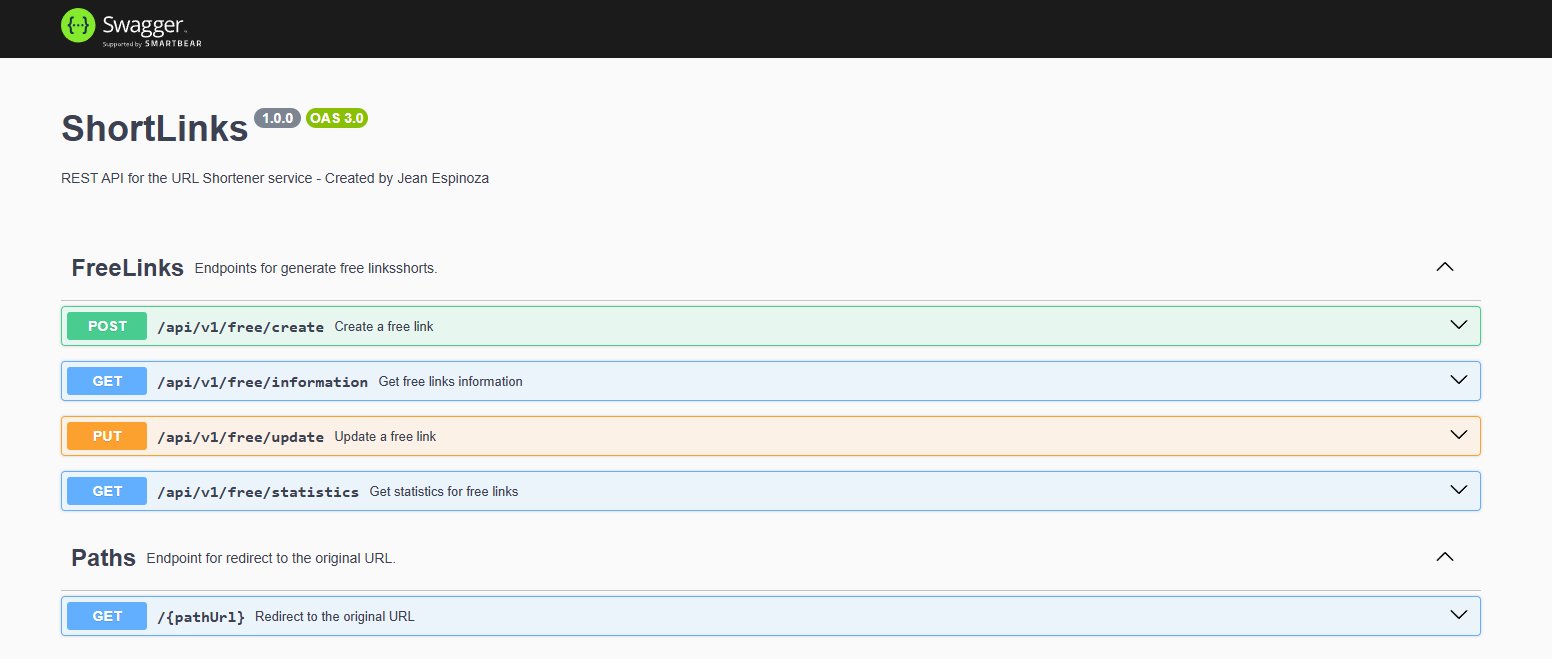 Swagger
Supported by SMARTBEAR
ShortLinks 1.0.0 OAS 3.0
REST API for the URL Shortener service - Created by Jean Espinoza
FreeLinks Endpoints for generate free linksshorts.
POST /api/v1/free/create Create a free link
GET /api/v1/free/information Get free links information
PUT /api/v1/free/update Update a free link
GET /api/v1/free/statistics Get statistics for free links
Paths Endpoint for redirect to the original URL.
GET /{pathUrl} Redirect to the original URL